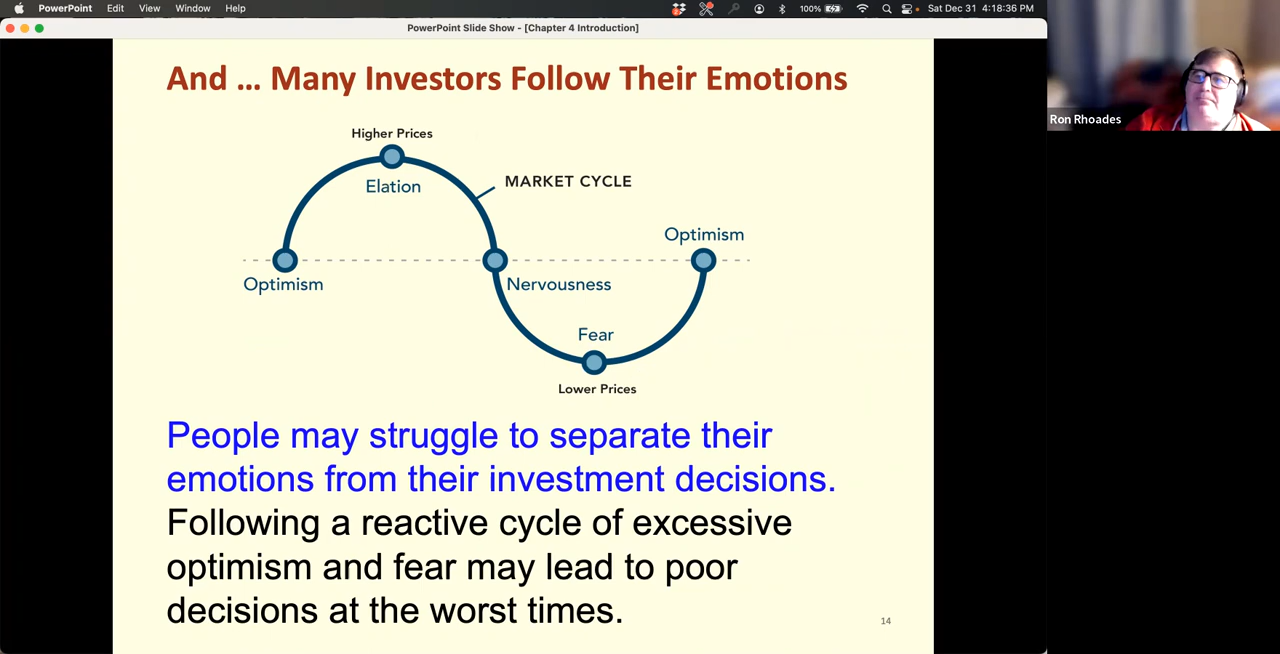 PowerPoint Edit View Window Help 100% Sat Dec 31 4:18:36 PM
PowerPoint Slide Show - [Chapter 4 Introduction]
And ... Many Investors Follow Their Emotions
Ron Rhoades
Higher Prices
Elation
MARKET CYCLE
Optimism
Optimism
Nervousness
Fear
Lower Prices
People may struggle to separate their
emotions from their investment decisions.
Following a reactive cycle of excessive
optimism and fear may lead to poor
decisions at the worst times.
14